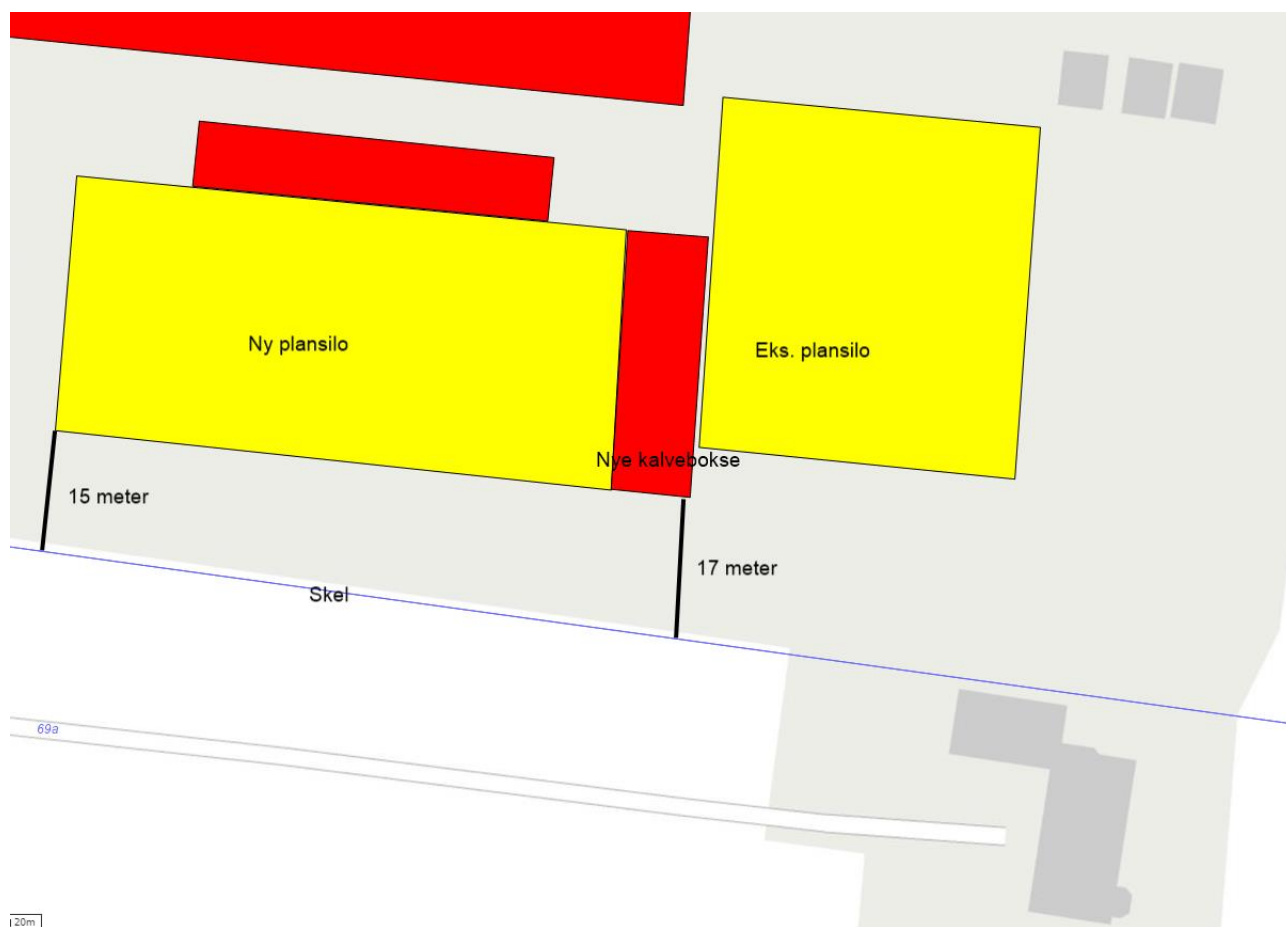 Ny plansilo
Eks. plansilo
Nye kalvebokse
15 meter
17 meter
Skel
69a
20m